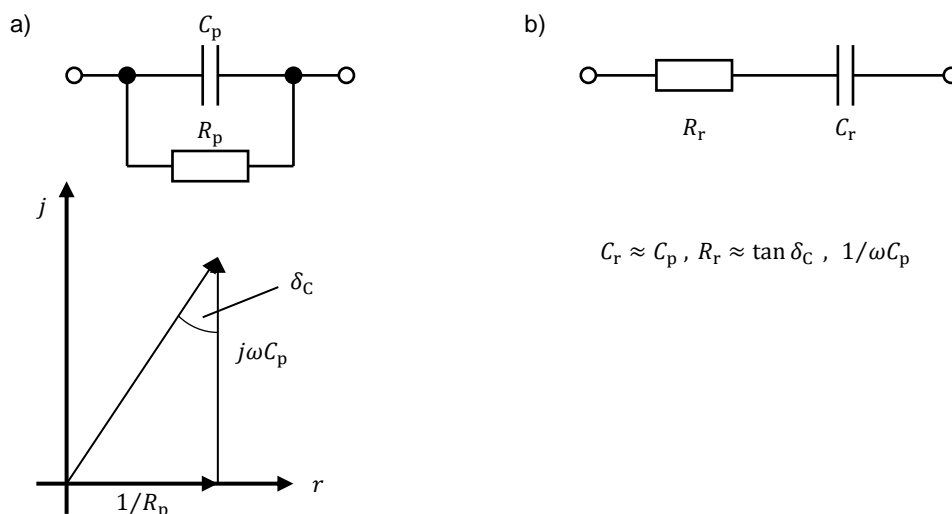 a)
C_p
R_p
j
δ_C
jωC_p
1/R_p
r
b)
R_r
C_r
C_r ≈ C_p , R_r ≈ tan δ_C , 1/ωC_p